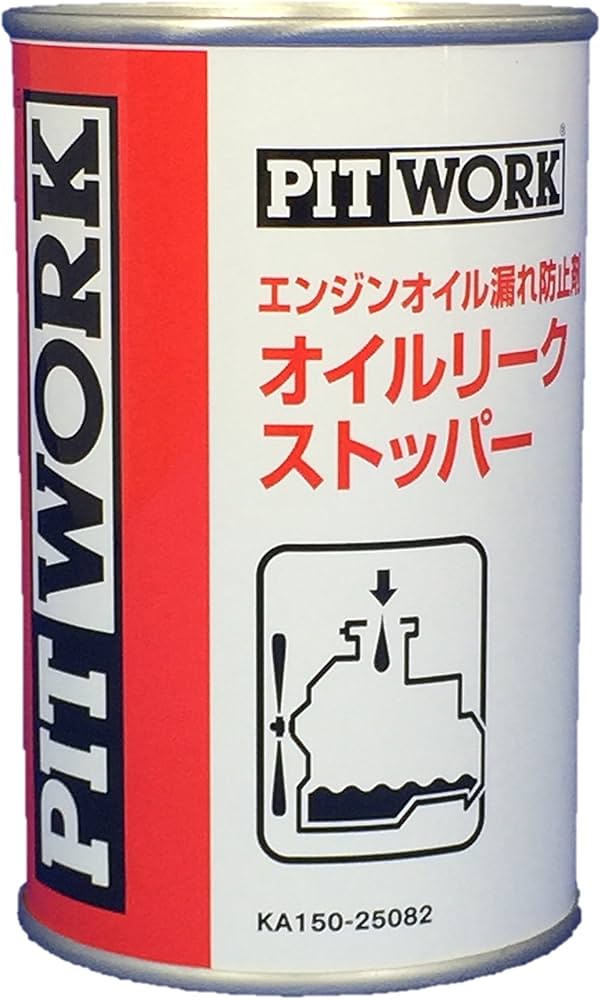 PIT WORK
PIT WORK®
エンジンオイル漏れ防止剤
オイルリーク
ストッパー
KA150-25082